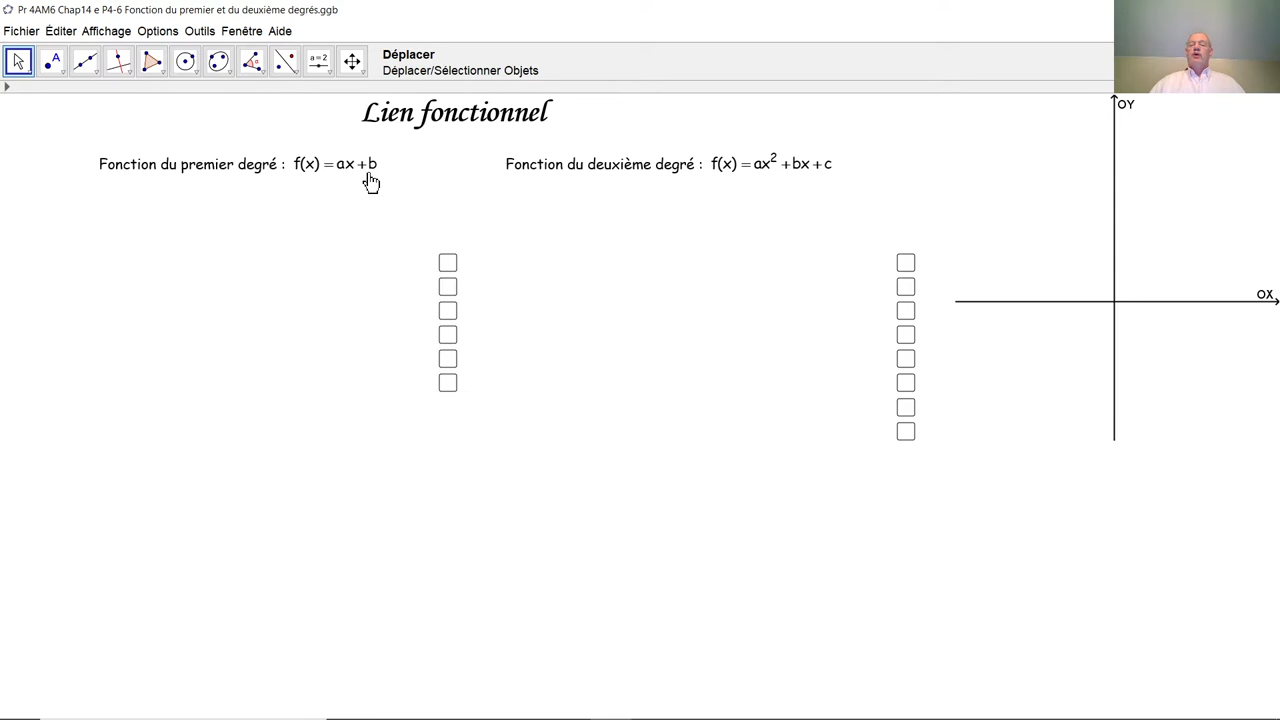 Pr 4AM6 Chap14 e P4-6 Fonction du premier et du deuxième degrés.ggb
Fichier Éditer Affichage Options Outils Fenêtre Aide
A
a=2
Déplacer
Déplacer/Sélectionner Objets
Lien fonctionnel
OY
Fonction du premier degré : f(x) = ax + b
Fonction du deuxième degré : f(x) = ax² + bx + c
OX